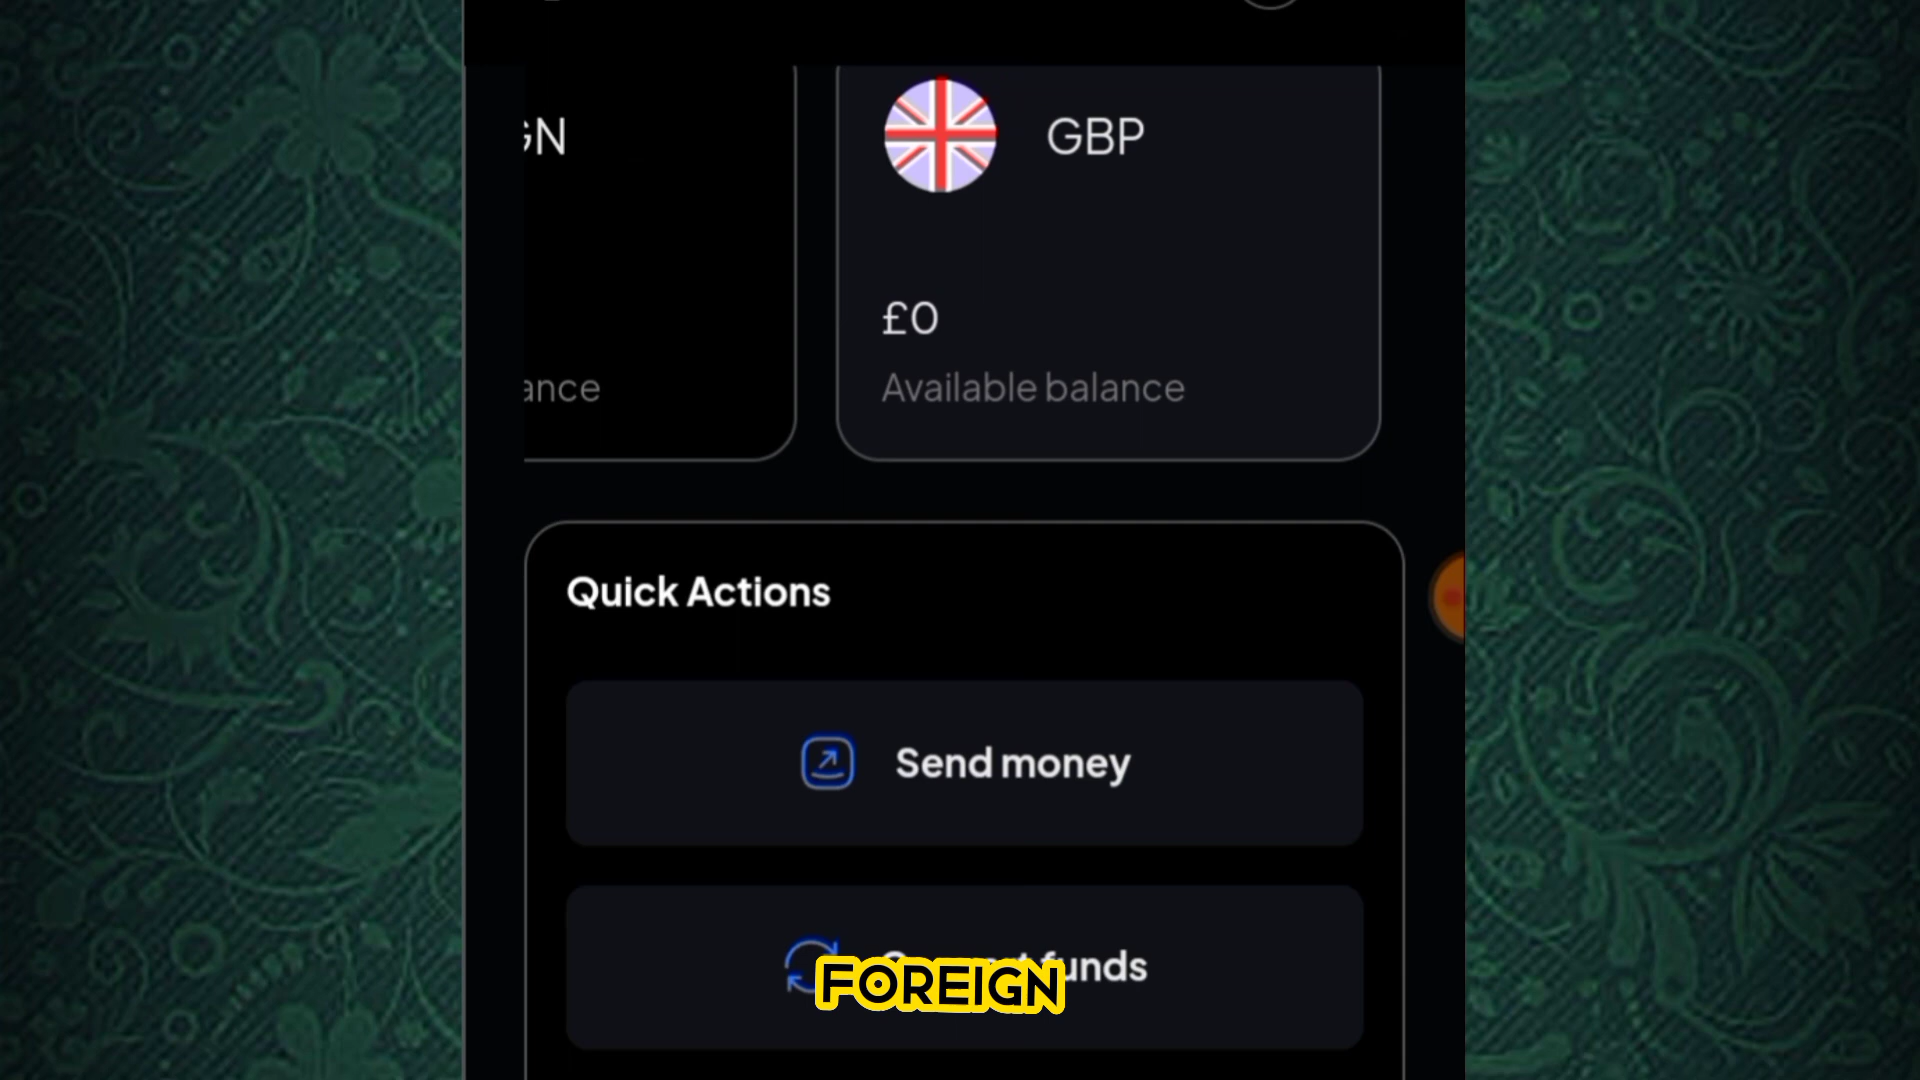 GN
GBP
£0
ance
Available balance
Quick Actions
Send money
funds
FOREIGN